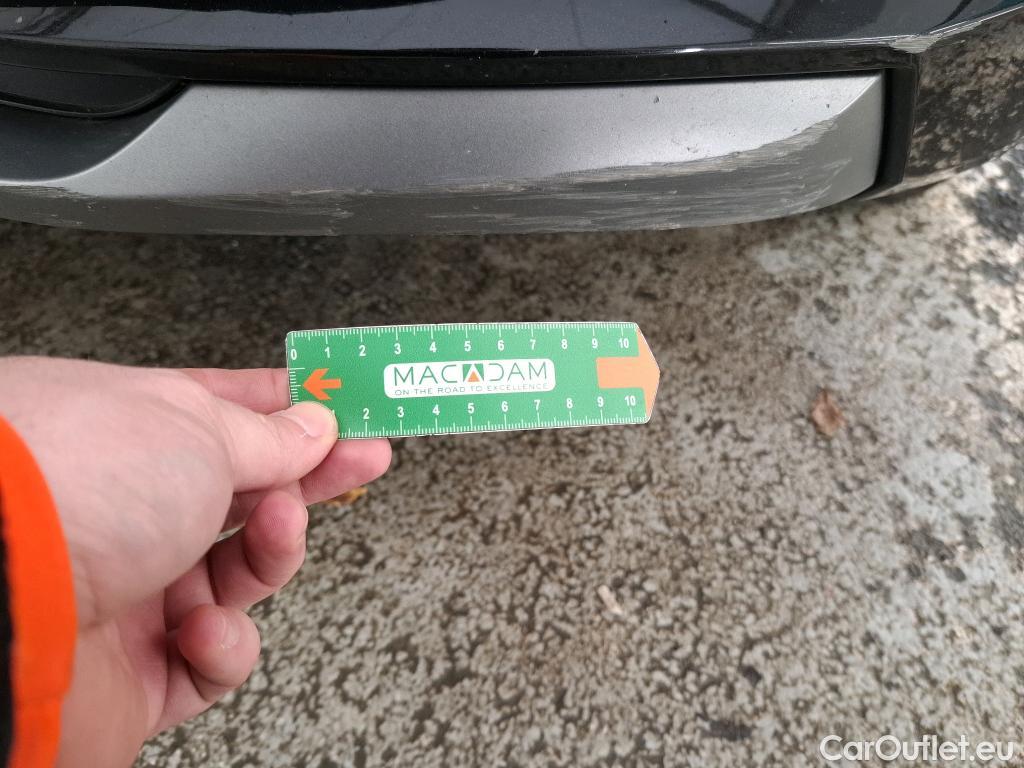 0 1 2 3 4 5 6 7 8 9 10
MACADAM
ON THE ROAD TO EXCELLENCE
1 2 3 4 5 6 7 8 9 10
CarOutlet.eu